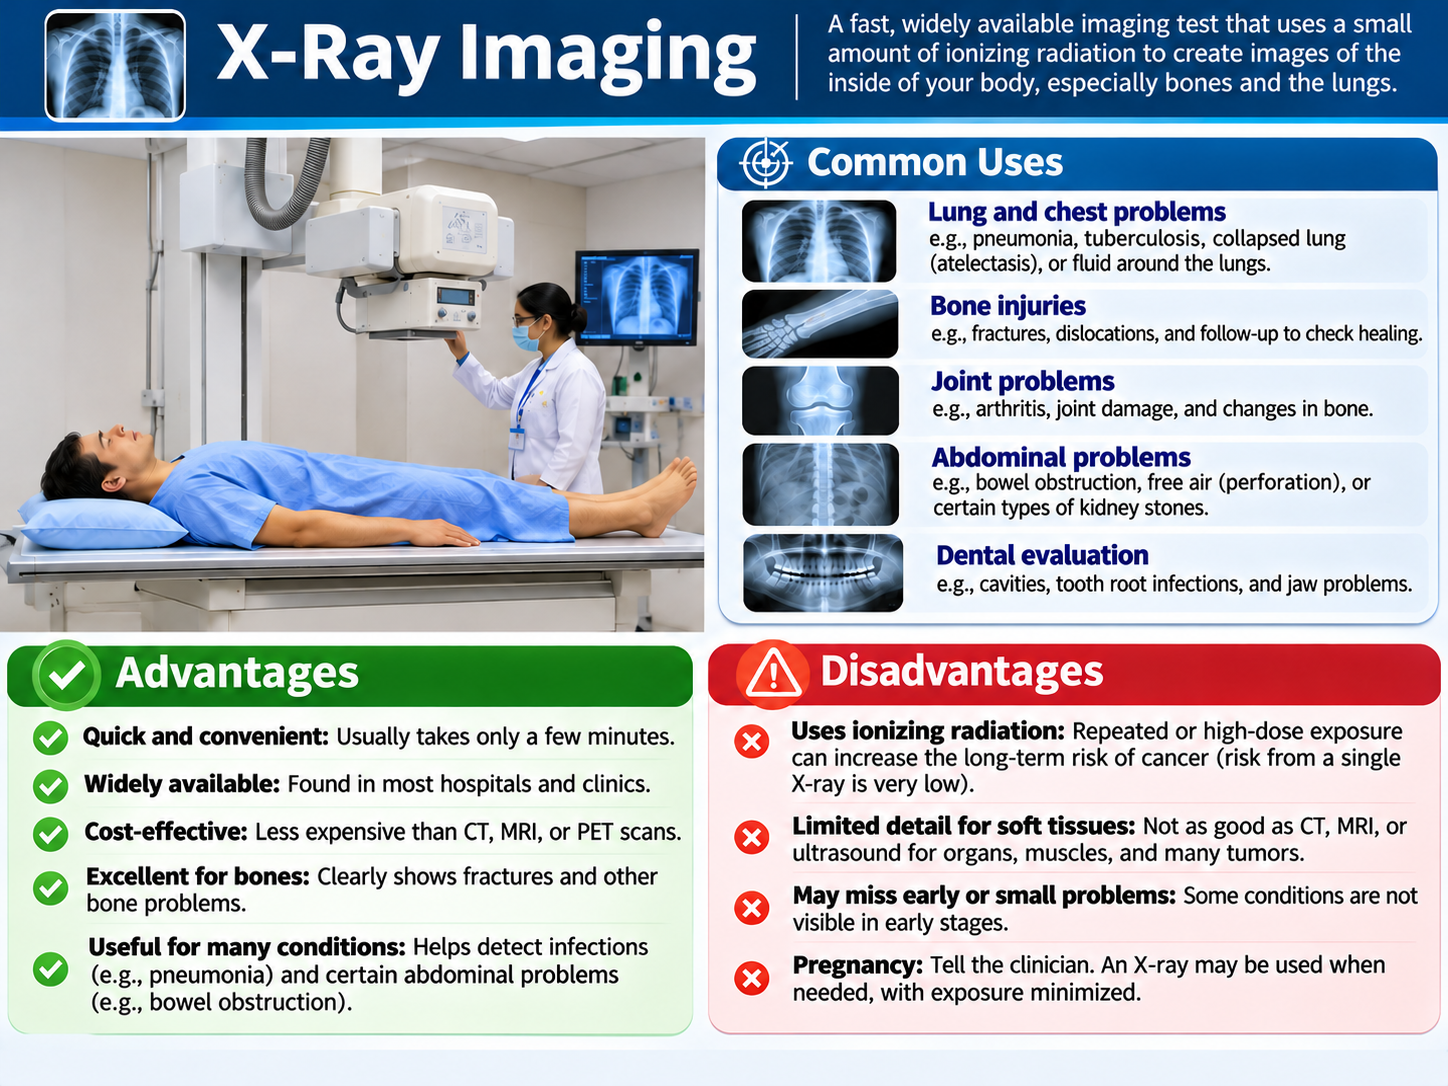 X-Ray Imaging
A fast, widely available imaging test that uses a small
amount of ionizing radiation to create images of the
inside of your body, especially bones and the lungs.
Common Uses
Lung and chest problems
e.g., pneumonia, tuberculosis, collapsed lung
(atelectasis), or fluid around the lungs.
Bone injuries
e.g., fractures, dislocations, and follow-up to check healing.
Joint problems
e.g., arthritis, joint damage, and changes in bone.
Abdominal problems
e.g., bowel obstruction, free air (perforation), or
certain types of kidney stones.
Dental evaluation
e.g., cavities, tooth root infections, and jaw problems.
Advantages
Quick and convenient: Usually takes only a few minutes.
Widely available: Found in most hospitals and clinics.
Cost-effective: Less expensive than CT, MRI, or PET scans.
Excellent for bones: Clearly shows fractures and other
bone problems.
Useful for many conditions: Helps detect infections
(e.g., pneumonia) and certain abdominal problems
(e.g., bowel obstruction).
Disadvantages
Uses ionizing radiation: Repeated or high-dose exposure
can increase the long-term risk of cancer (risk from a single
X-ray is very low).
Limited detail for soft tissues: Not as good as CT, MRI, or
ultrasound for organs, muscles, and many tumors.
May miss early or small problems: Some conditions are not
visible in early stages.
Pregnancy: Tell the clinician. An X-ray may be used when
needed, with exposure minimized.